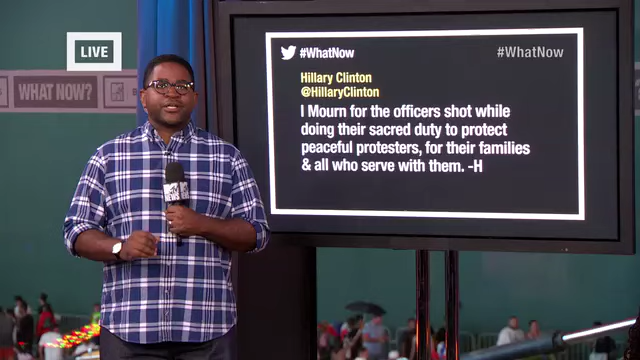 LIVE
WHAT NOW?
#WhatNow
#WhatNow
Hillary Clinton
@HillaryClinton
I Mourn for the officers shot while
doing their sacred duty to protect
peaceful protesters, for their families
& all who serve with them. -H